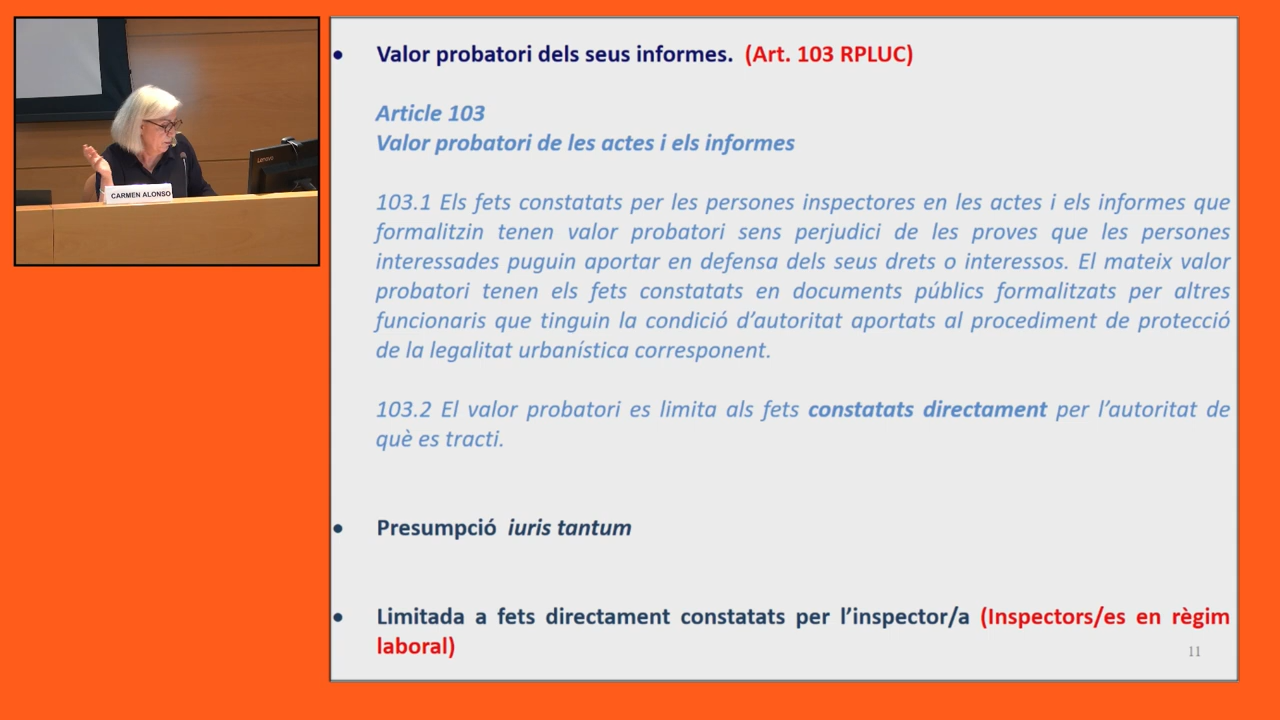 Lenovo
CARMEN ALONSO
• Valor probatori dels seus informes. (Art. 103 RPLUC)
Article 103
Valor probatori de les actes i els informes
103.1 Els fets constatats per les persones inspectores en les actes i els informes que
formalitzin tenen valor probatori sens perjudici de les proves que les persones
interessades puguin aportar en defensa dels seus drets o interessos. El mateix valor
probatori tenen els fets constatats en documents públics formalitzats per altres
funcionaris que tinguin la condició d’autoritat aportats al procediment de protecció
de la legalitat urbanística corresponent.
103.2 El valor probatori es limita als fets constatats directament per l’autoritat de
què es tracti.
• Presumpció iuris tantum
• Limitada a fets directament constatats per l’inspector/a (Inspectors/es en règim
laboral)
11